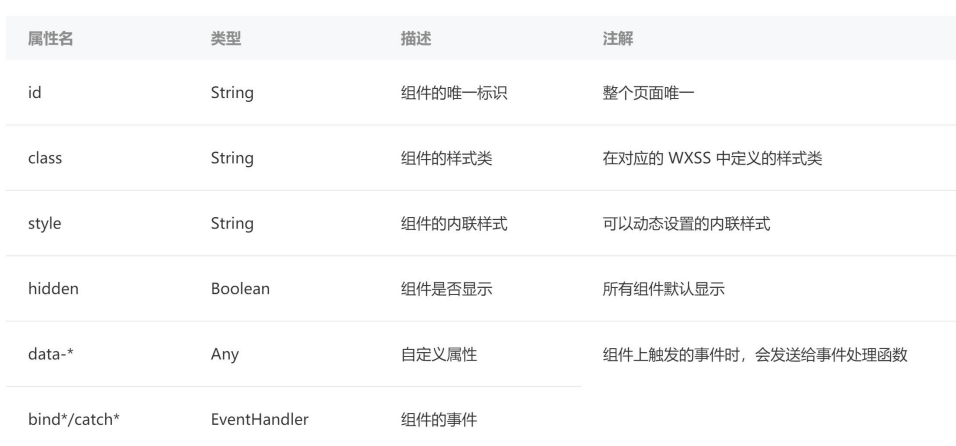 属性名 类型 描述 注解
id String 组件的唯一标识 整个页面唯一
class String 组件的样式类 在对应的 WXSS 中定义的样式类
style String 组件的内联样式 可以动态设置的内联样式
hidden Boolean 组件是否显示 所有组件默认显示
data-* Any 自定义属性 组件上触发的事件时，会发送给事件处理函数
bind*/catch* EventHandler 组件的事件